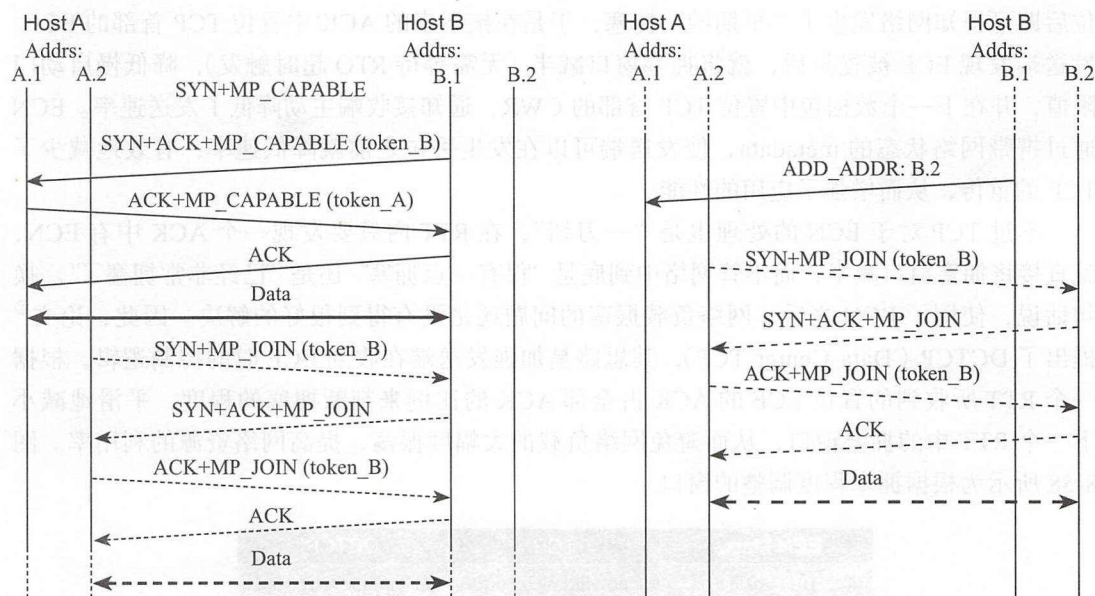 Host A
Host B
Addrs:
Addrs:
A.1
A.2
B.1
B.2
SYN+MP_CAPABLE
SYN+ACK+MP_CAPABLE (token_B)
ACK+MP_CAPABLE (token_A)
ACK
Data
SYN+MP_JOIN (token_B)
SYN+ACK+MP_JOIN
ACK+MP_JOIN (token_B)
ACK
Data
Host A
Host B
Addrs:
Addrs:
A.1
A.2
B.1
B.2
ADD_ADDR: B.2
SYN+MP_JOIN (token_B)
SYN+ACK+MP_JOIN
ACK+MP_JOIN (token_B)
ACK
Data